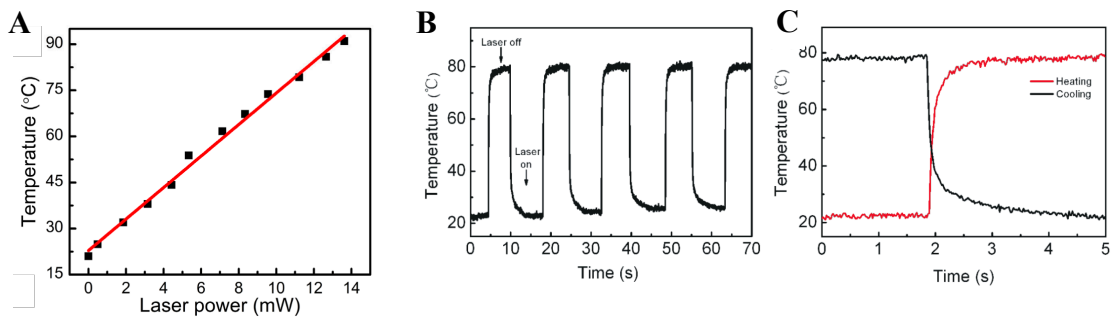 A
Temperature (°C)
90
75
60
45
30
15
0
2
4
6
8
10
12
14
Laser power (mW)
B
Temperature (℃)
100
80
60
40
20
Laser off
Laser
on
0
10
20
30
40
50
60
70
Time (s)
C
Temperature (℃)
80
60
40
20
Heating
Cooling
0
1
2
3
4
5
Time (s)